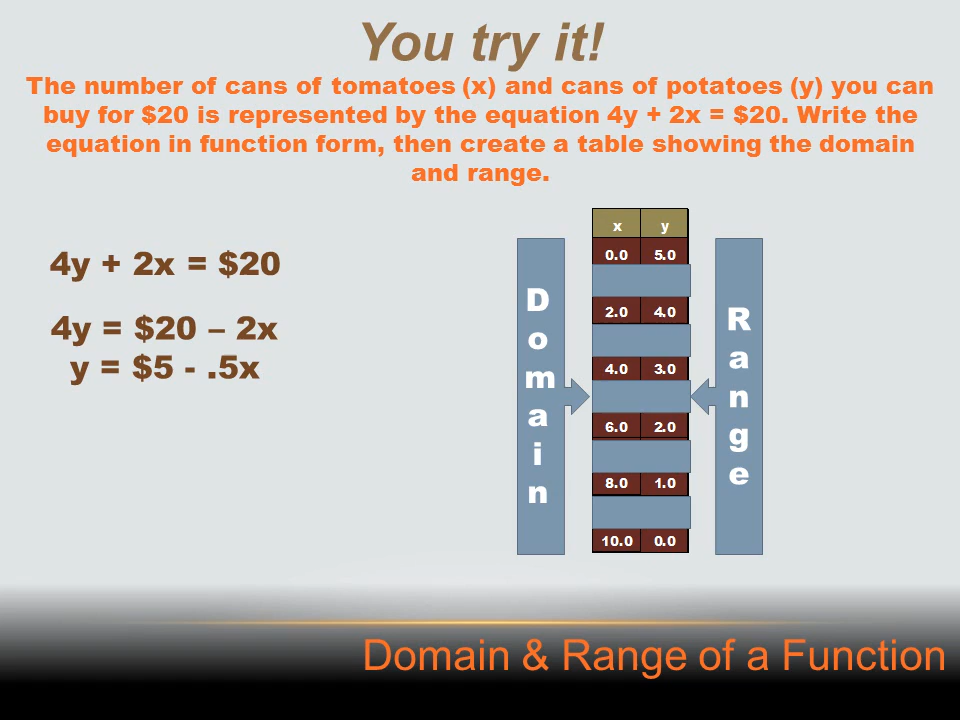 You try it!
The number of cans of tomatoes (x) and cans of potatoes (y) you can
buy for $20 is represented by the equation 4y + 2x = $20. Write the
equation in function form, then create a table showing the domain
and range.
4y + 2x = $20
4y = $20 – 2x
y = $5 - .5x
Domain
x y
0.0 5.0
2.0 4.0
4.0 3.0
6.0 2.0
8.0 1.0
10.0 0.0
Range
Domain & Range of a Function